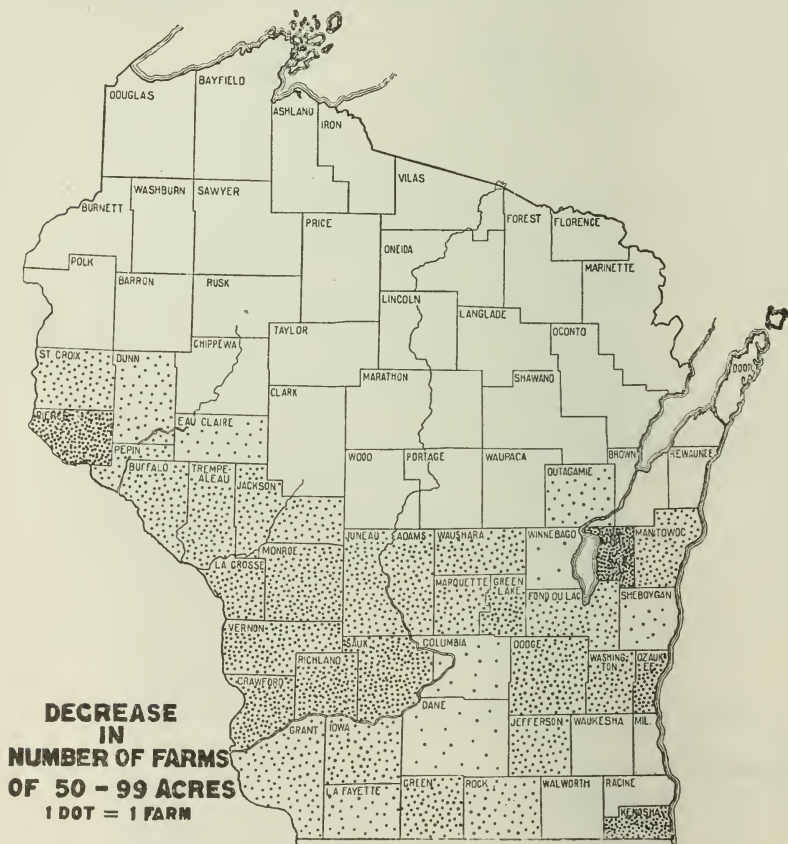 DOUGLAS
BAYFIELD
ASHLAND
IRON
VILAS
BURNETT
WASHBURN
SAWYER
PRICE
ONEIDA
FOREST
FLORENCE
MARINETTE
POLK
BARRON
RUSK
LINCOLN
LANGLADE
OCONTO
TAYLOR
CHIPPEWA
ST CROIX
DUNN
CLARK
MARATHON
SHAWANO
DOOR
PIERCE
EAU CLAIRE
PEPIN
BUFFALO
TREMPE-
ALEAU
JACKSON
WOOD
PORTAGE
WAUPACA
OUTAGAMIE
BROWN
KEWAUNEE
MONROE
JUNEAU
ADAMS
WAUSHARA
WINNEBAGO
MANITOWOC
LA CROSSE
MARQUETTE
GREEN
LAKE
FOND DU LAC
SHEBOYGAN
VERNON
SAUK
COLUMBIA
DODGE
WASHING-
TON
OZAUK-
EE
CRAWFORD
RICHLAND
DANE
JEFFERSON
WAUKESHA
MIL.
GRANT
IOWA
LA FAYETTE
GREEN
ROCK
WALWORTH
RACINE
KENOSHA
DECREASE
IN
NUMBER OF FARMS
OF 50 - 99 ACRES
1 DOT = 1 FARM